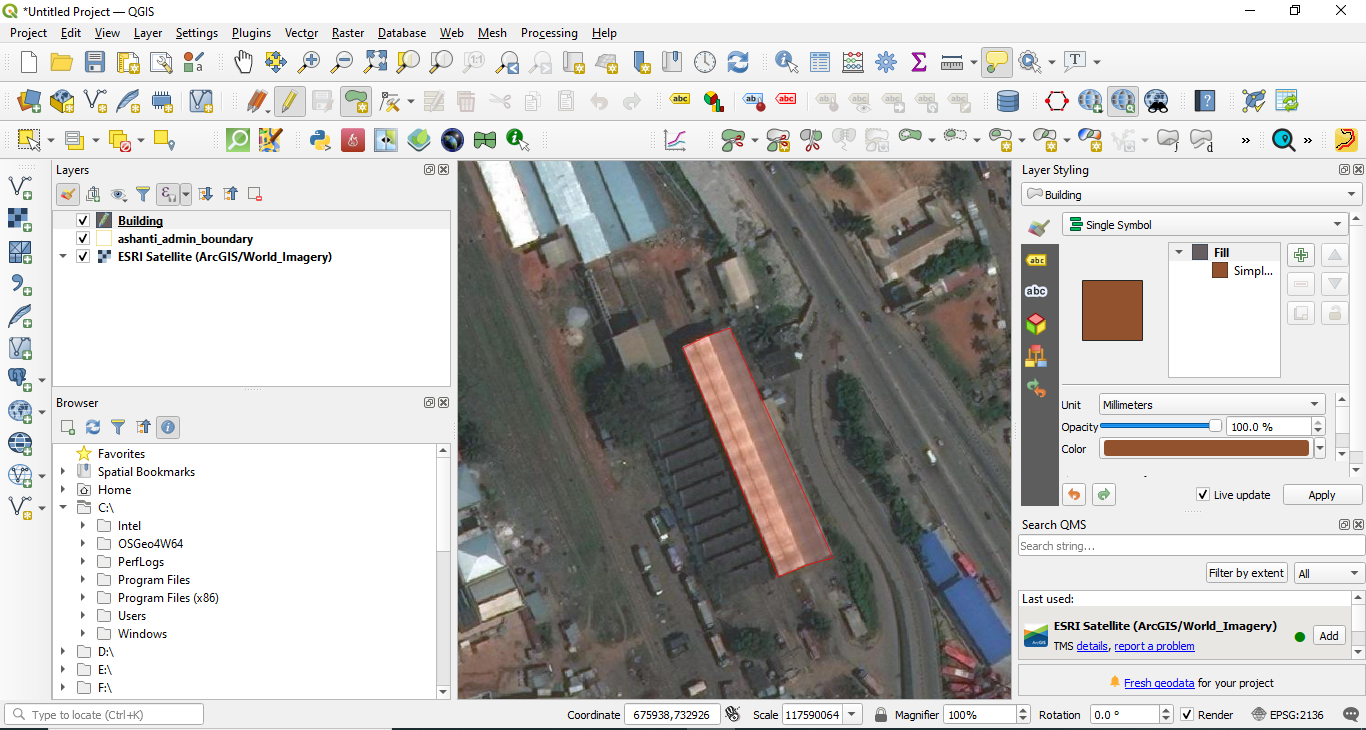 *Untitled Project — QGIS
Project Edit View Layer Settings Plugins Vector Raster Database Web Mesh Processing Help
Layers
Building
ashanti_admin_boundary
ESRI Satellite (ArcGIS/World_Imagery)
Browser
Favorites
Spatial Bookmarks
Home
C:\
Intel
OSGeo4W64
PerfLogs
Program Files
Program Files (x86)
Users
Windows
D:\
E:\
F:\
Layer Styling
Building
Single Symbol
abc
abc
Fill
Simpl...
Unit Millimeters
Opacity 100.0 %
Color
Live update Apply
Search QMS
Search string...
Filter by extent All
Last used:
ESRI Satellite (ArcGIS/World_Imagery)
TMS details, report a problem
Add
Fresh geodata for your project
Type to locate (Ctrl+K) Coordinate 675938,732926 Scale 117590064 Magnifier 100% Rotation 0.0 ° Render EPSG:2136